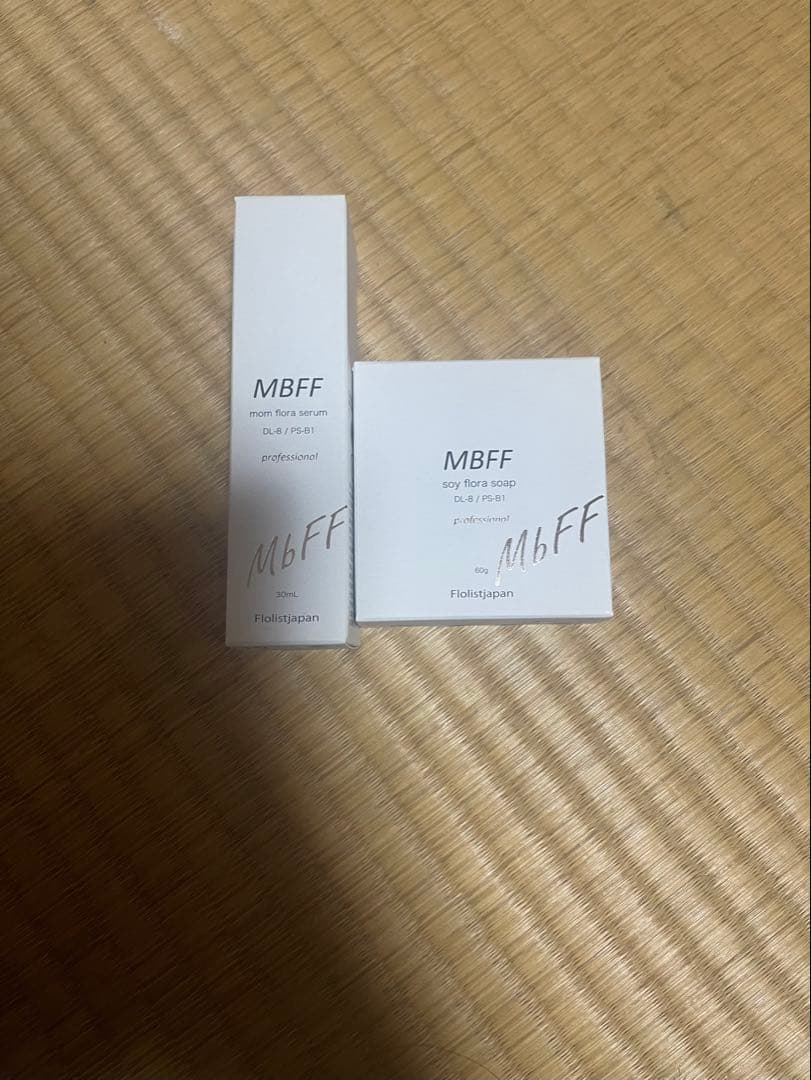 MBFF
mom flora serum
DL-8 / PS-B1
professional
MbFF
30mL
Flolistjapan
MBFF
soy flora soap
DL-8 / PS-B1
professional
MbFF
60g
Flolistjapan